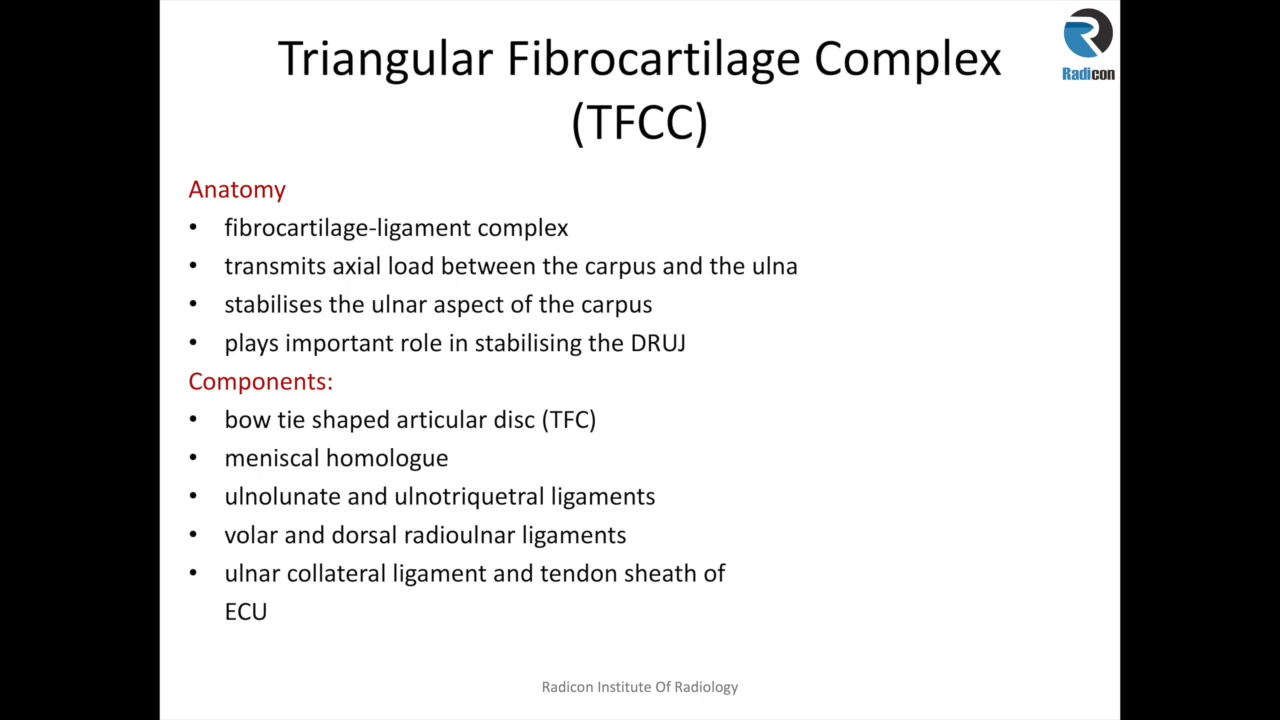 Triangular Fibrocartilage Complex
(TFCC)
Radicon
Anatomy
• fibrocartilage-ligament complex
• transmits axial load between the carpus and the ulna
• stabilises the ulnar aspect of the carpus
• plays important role in stabilising the DRUJ
Components:
• bow tie shaped articular disc (TFC)
• meniscal homologue
• ulnolunate and ulnotriquetral ligaments
• volar and dorsal radioulnar ligaments
• ulnar collateral ligament and tendon sheath of
ECU
Radicon Institute Of Radiology